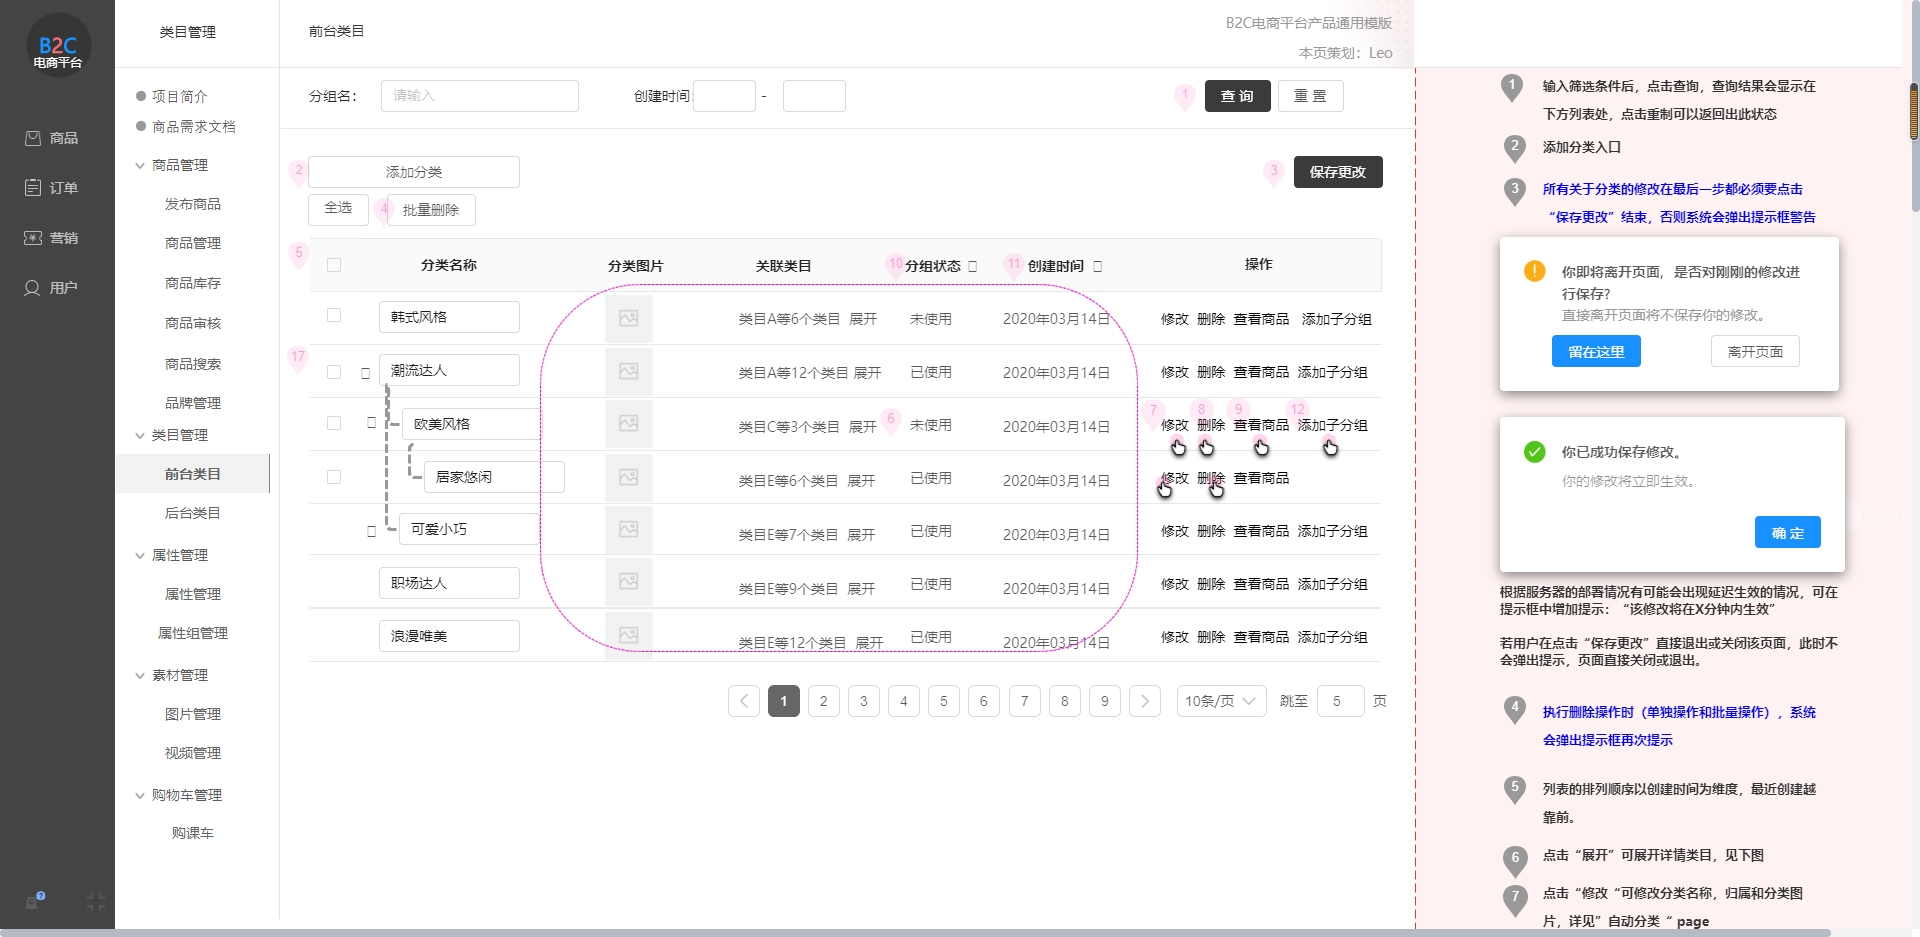 B2C
电商平台
商品
订单
营销
用户
类目管理
项目简介
商品需求文档
商品管理
发布商品
商品管理
商品库存
商品审核
商品搜索
品牌管理
类目管理
前台类目
后台类目
属性管理
属性管理
属性组管理
素材管理
图片管理
视频管理
购物车管理
购课车
前台类目
B2C电商平台产品通用模版
本页策划：Leo
分组名： 请输入 创建时间 - 1 查 询 重 置
2 添加分类 3 保存更改
全选 4 批量删除
5 分类名称 分类图片 关联类目 10 分组状态 11 创建时间 操作
韩式风格 类目A等6个类目 展开 未使用 2020年03月14日 修改 删除 查看商品 添加子分组
17 潮流达人 类目A等12个类目 展开 已使用 2020年03月14日 修改 删除 查看商品 添加子分组
6 7 8 9 12
欧美风格 类目C等3个类目 展开 未使用 2020年03月14日 修改 删除 查看商品 添加子分组
居家悠闲 类目E等6个类目 展开 已使用 2020年03月14日 修改 删除 查看商品
可爱小巧 类目E等7个类目 展开 已使用 2020年03月14日 修改 删除 查看商品 添加子分组
职场达人 类目E等9个类目 展开 已使用 2020年03月14日 修改 删除 查看商品 添加子分组
浪漫唯美 类目E等12个类目 展开 已使用 2020年03月14日 修改 删除 查看商品 添加子分组
1 2 3 4 5 6 7 8 9 10条/页 跳至 5 页
1 输入筛选条件后，点击查询，查询结果会显示在
下方列表处，点击重制可以返回出此状态
2 添加分类入口
3 所有关于分类的修改在最后一步都必须要点击
“保存更改”结束，否则系统会弹出提示框警告
你即将离开页面，是否对刚刚的修改进
行保存?
直接离开页面将不保存你的修改。
留在这里 离开页面
你已成功保存修改。
你的修改将立即生效。
确 定
根据服务器的部署情况有可能会出现延迟生效的情况，可在
提示框中增加提示：“该修改将在X分钟内生效”
若用户在点击“保存更改”直接退出或关闭该页面，此时不
会弹出提示，页面直接关闭或退出。
4 执行删除操作时（单独操作和批量操作），系统
会弹出提示框再次提示
5 列表的排列顺序以创建时间为维度，最近创建越
靠前。
6 点击“展开”可展开详情类目，见下图
7 点击“修改“可修改分类名称，归属和分类图
片，详见”自动分类“ page